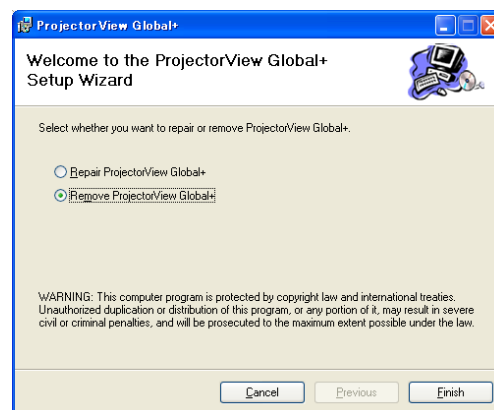 ProjectorView Global+
Welcome to the ProjectorView Global+
Setup Wizard
Select whether you want to repair or remove ProjectorView Global+.
Repair ProjectorView Global+
Remove ProjectorView Global+
WARNING: This computer program is protected by copyright law and international treaties.
Unauthorized duplication or distribution of this program, or any portion of it, may result in severe
civil or criminal penalties, and will be prosecuted to the maximum extent possible under the law.
Cancel
Previous
Finish